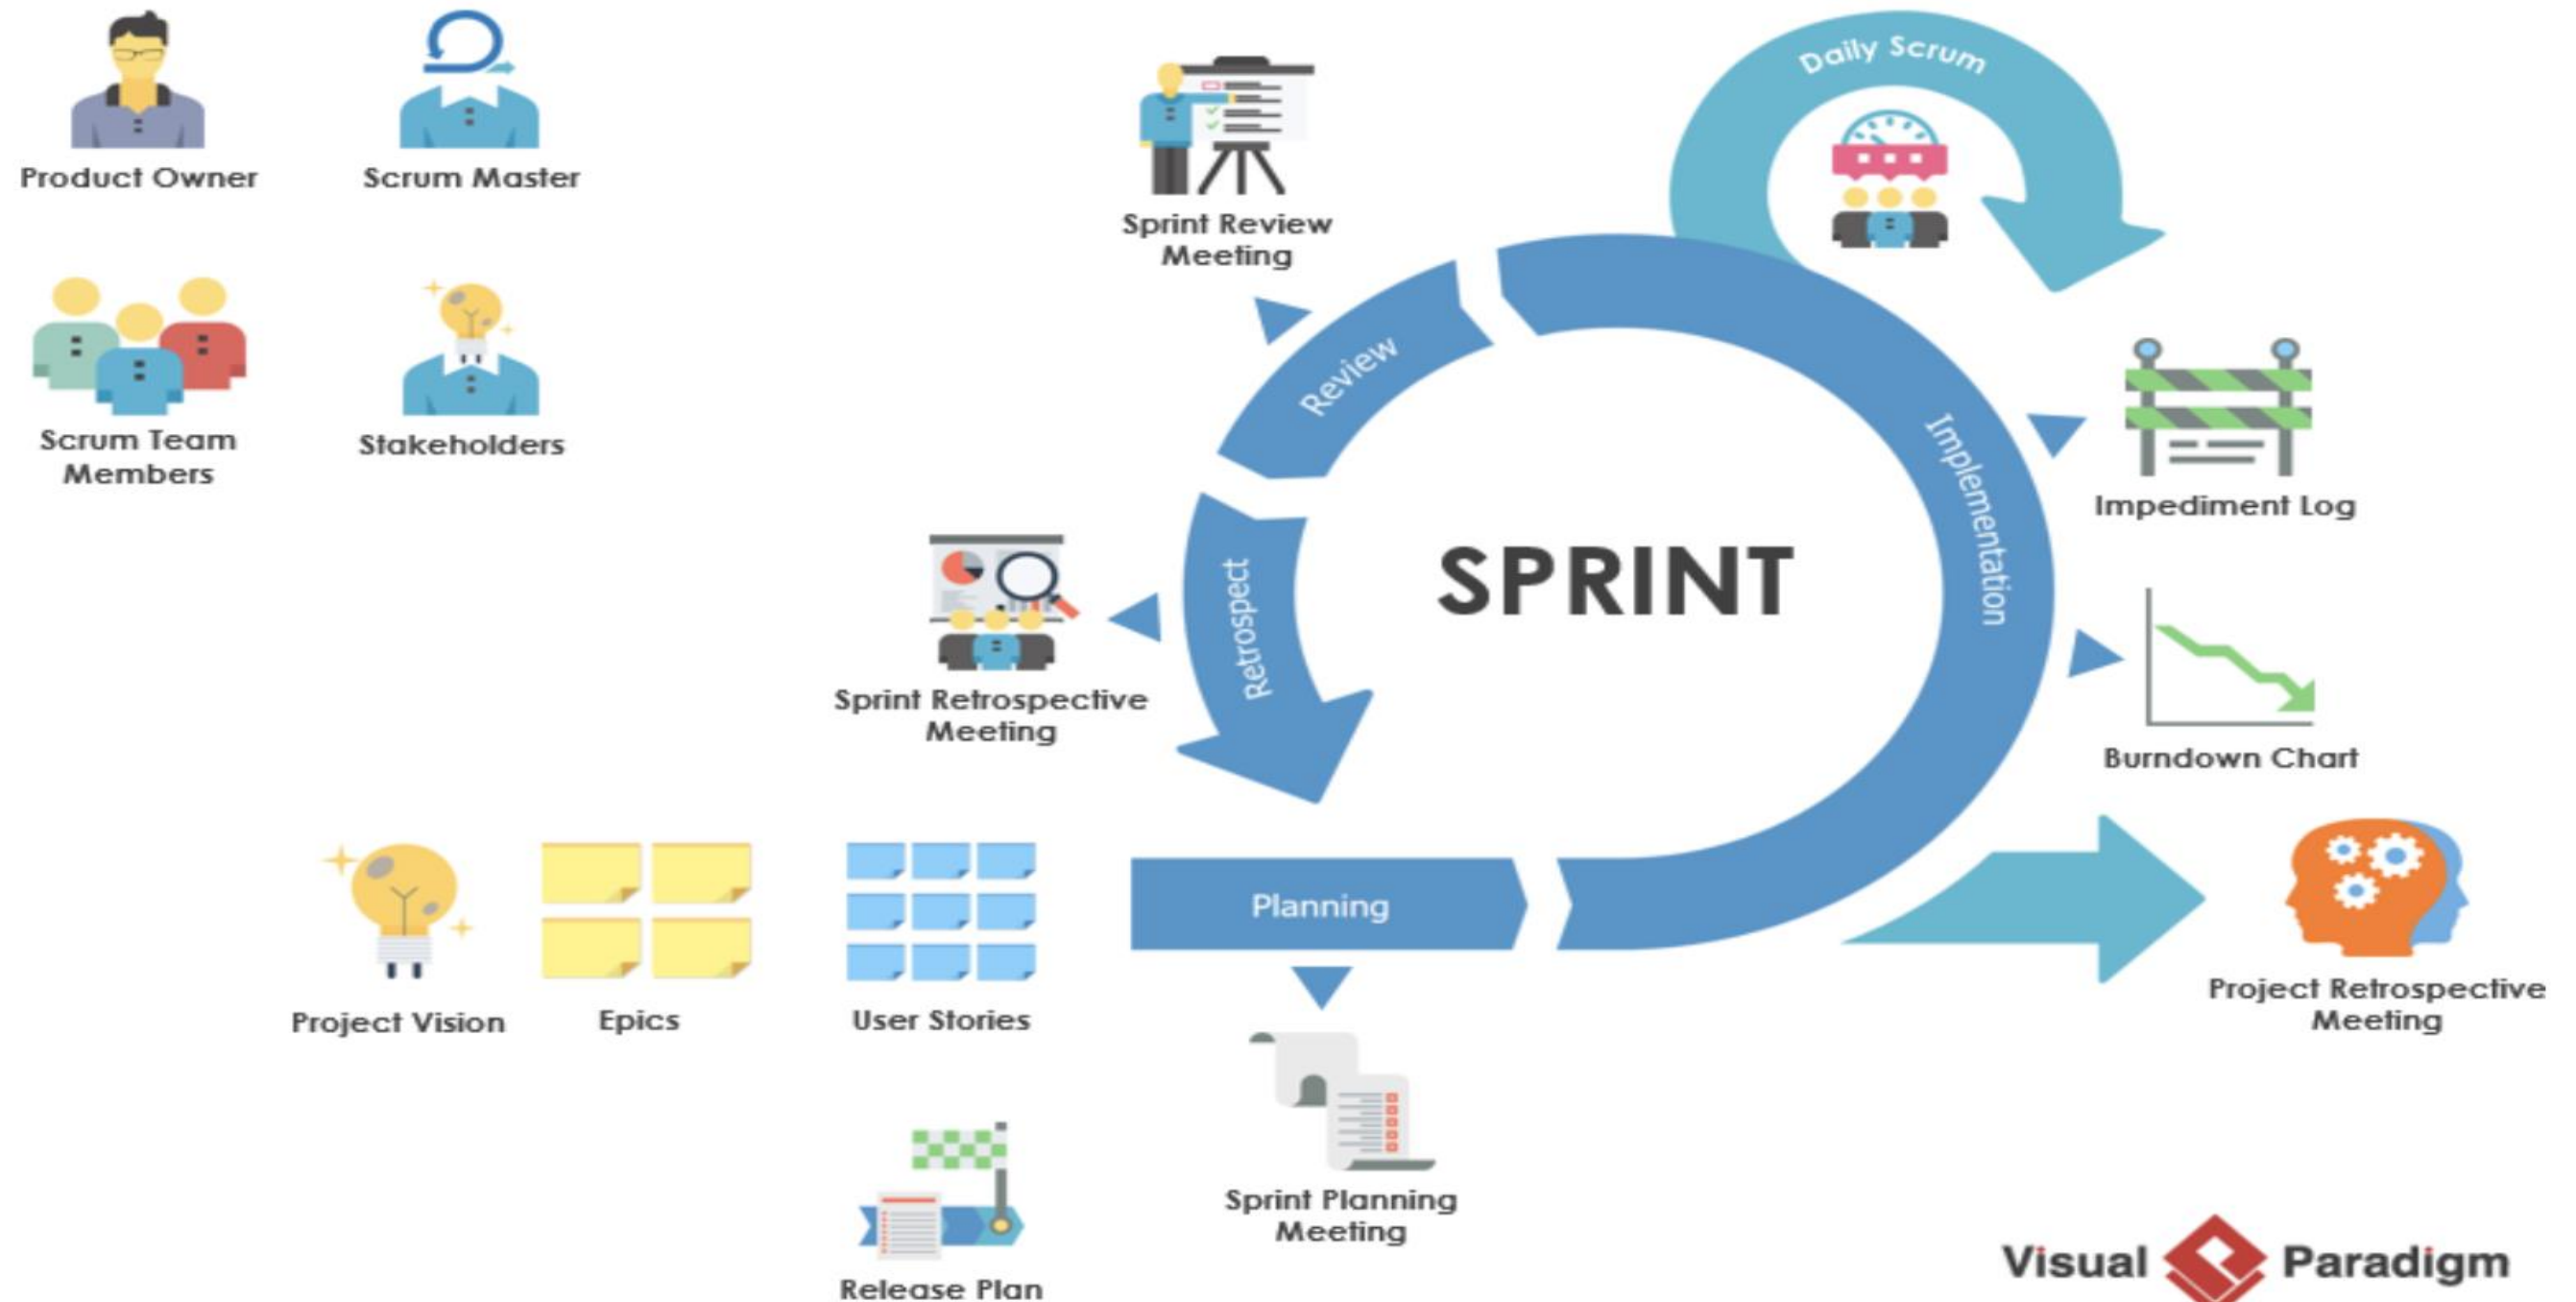 Product Owner
Scrum Master
Scrum Team
Members
Stakeholders
Sprint Review
Meeting
Daily Scrum
Review
Implementation
Impediment Log
Retrospect
SPRINT
Sprint Retrospective
Meeting
Burndown Chart
Planning
Project Vision
Epics
User Stories
Project Retrospective
Meeting
Sprint Planning
Meeting
Release Plan
Visual Paradigm